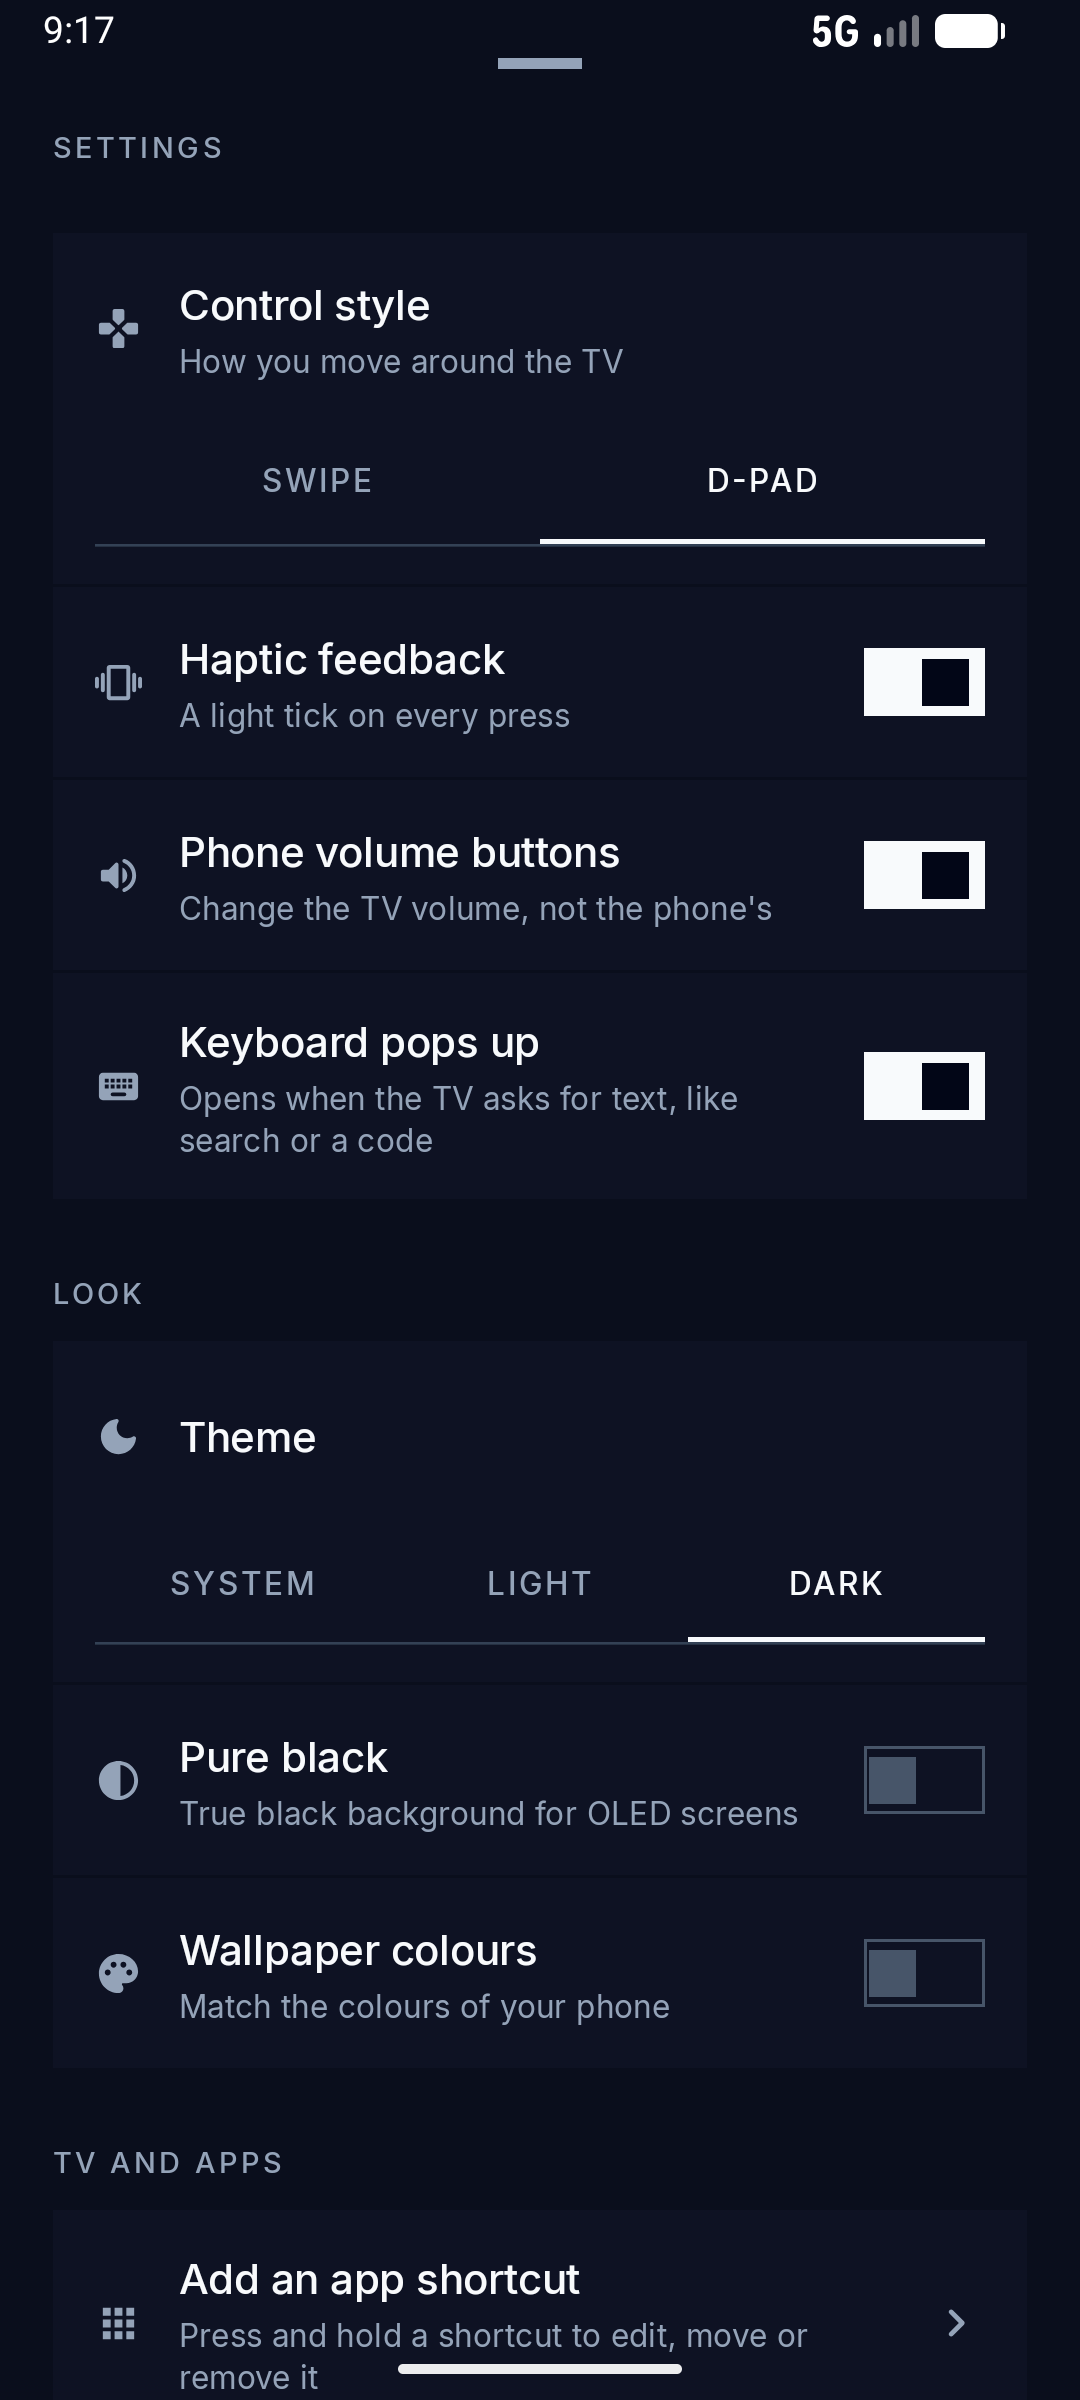 9:17
5G
SETTINGS
Control style
How you move around the TV
SWIPE
D-PAD
Haptic feedback
A light tick on every press
Phone volume buttons
Change the TV volume, not the phone's
Keyboard pops up
Opens when the TV asks for text, like
search or a code
LOOK
Theme
SYSTEM
LIGHT
DARK
Pure black
True black background for OLED screens
Wallpaper colours
Match the colours of your phone
TV AND APPS
Add an app shortcut
Press and hold a shortcut to edit, move or
remove it